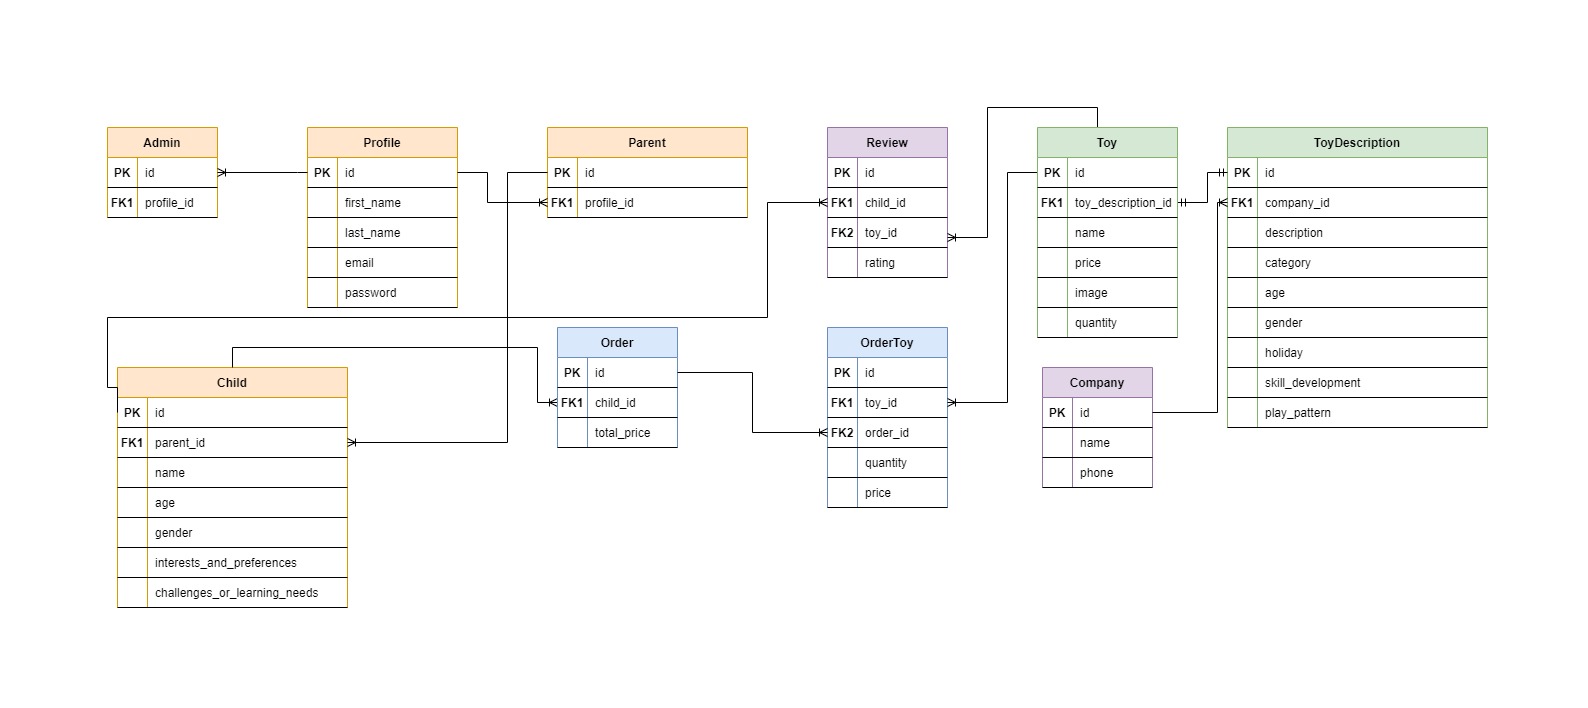 Admin
PK id
FK1 profile_id
Profile
PK id
first_name
last_name
email
password
Parent
PK id
FK1 profile_id
Review
PK id
FK1 child_id
FK2 toy_id
rating
Toy
PK id
FK1 toy_description_id
name
price
image
quantity
ToyDescription
PK id
FK1 company_id
description
category
age
gender
holiday
skill_development
play_pattern
Child
PK id
FK1 parent_id
name
age
gender
interests_and_preferences
challenges_or_learning_needs
Order
PK id
FK1 child_id
total_price
OrderToy
PK id
FK1 toy_id
FK2 order_id
quantity
price
Company
PK id
name
phone